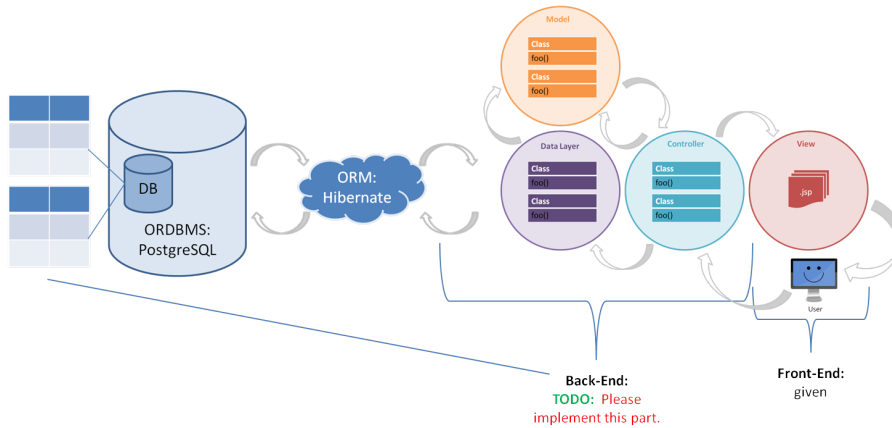 Model
Class
foo()
Class
foo()
DB
ORDBMS:
PostgreSQL
ORM:
Hibernate
Data Layer
Class
foo()
Class
foo()
Controller
Class
foo()
Class
foo()
View
.jsp
User
Back-End:
TODO: Please
implement this part.
Front-End:
given